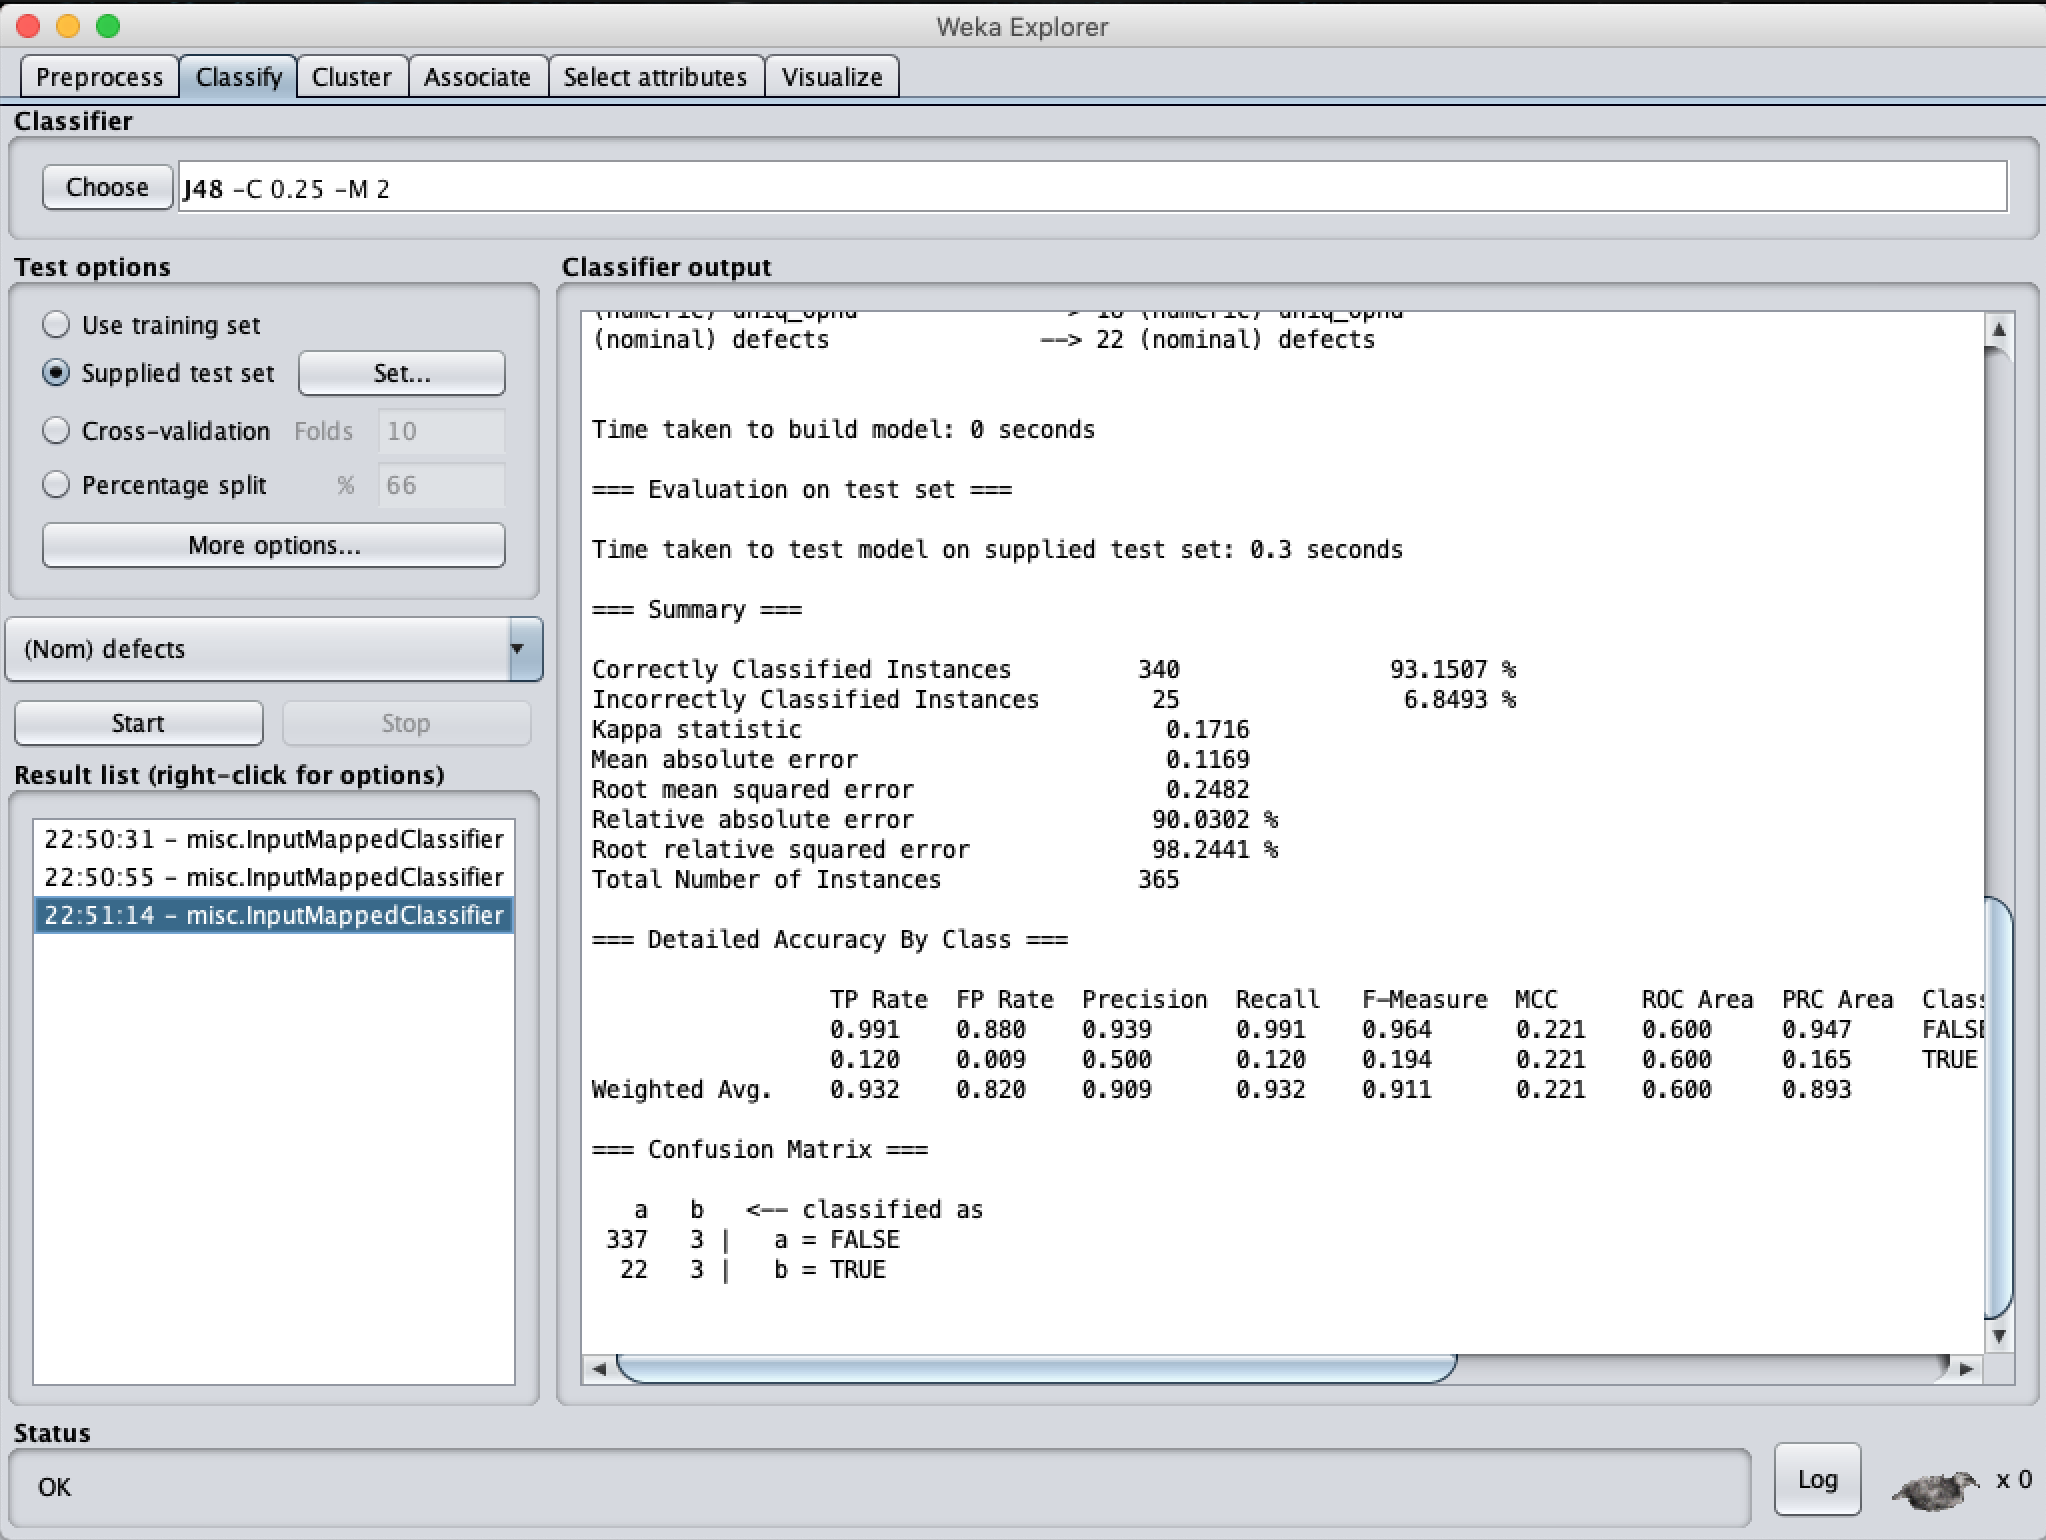 Weka Explorer
Preprocess Classify Cluster Associate Select attributes Visualize
Classifier
Choose J48 -C 0.25 -M 2
Test options
Use training set
Supplied test set Set...
Cross-validation Folds 10
Percentage split % 66
More options...
(Nom) defects
Start Stop
Result list (right-click for options)
22:50:31 - misc.InputMappedClassifier
22:50:55 - misc.InputMappedClassifier
22:51:14 - misc.InputMappedClassifier
Classifier output
(numeric) uniq_opnd --> 18 (numeric) uniq_opnd
(nominal) defects --> 22 (nominal) defects
Time taken to build model: 0 seconds
=== Evaluation on test set ===
Time taken to test model on supplied test set: 0.3 seconds
=== Summary ===
Correctly Classified Instances 340 93.1507 %
Incorrectly Classified Instances 25 6.8493 %
Kappa statistic 0.1716
Mean absolute error 0.1169
Root mean squared error 0.2482
Relative absolute error 90.0302 %
Root relative squared error 98.2441 %
Total Number of Instances 365
=== Detailed Accuracy By Class ===
TP Rate FP Rate Precision Recall F-Measure MCC ROC Area PRC Area Clas
0.991 0.880 0.939 0.991 0.964 0.221 0.600 0.947 FALS
0.120 0.009 0.500 0.120 0.194 0.221 0.600 0.165 TRUE
Weighted Avg. 0.932 0.820 0.909 0.932 0.911 0.221 0.600 0.893
=== Confusion Matrix ===
a b <-- classified as
337 3 | a = FALSE
22 3 | b = TRUE
Status
OK
Log x 0